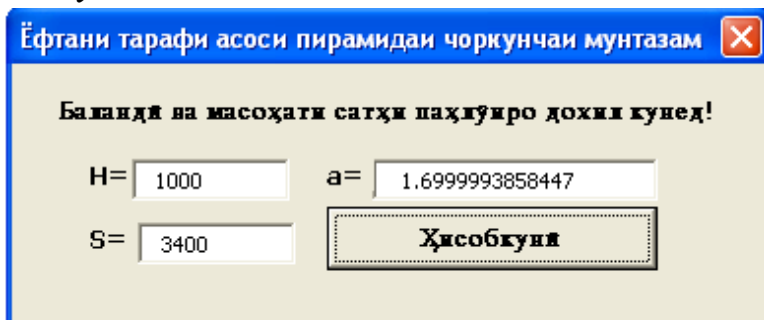 Ёфтани тарафи асоси пирамидаи чоркунчаи мунтазам
Баландӣ ва масоҳати сатҳи паҳлӯиро дохил кунед!
H= 1000 a= 1.6999993858447
S= 3400 Ҳисобкунӣ